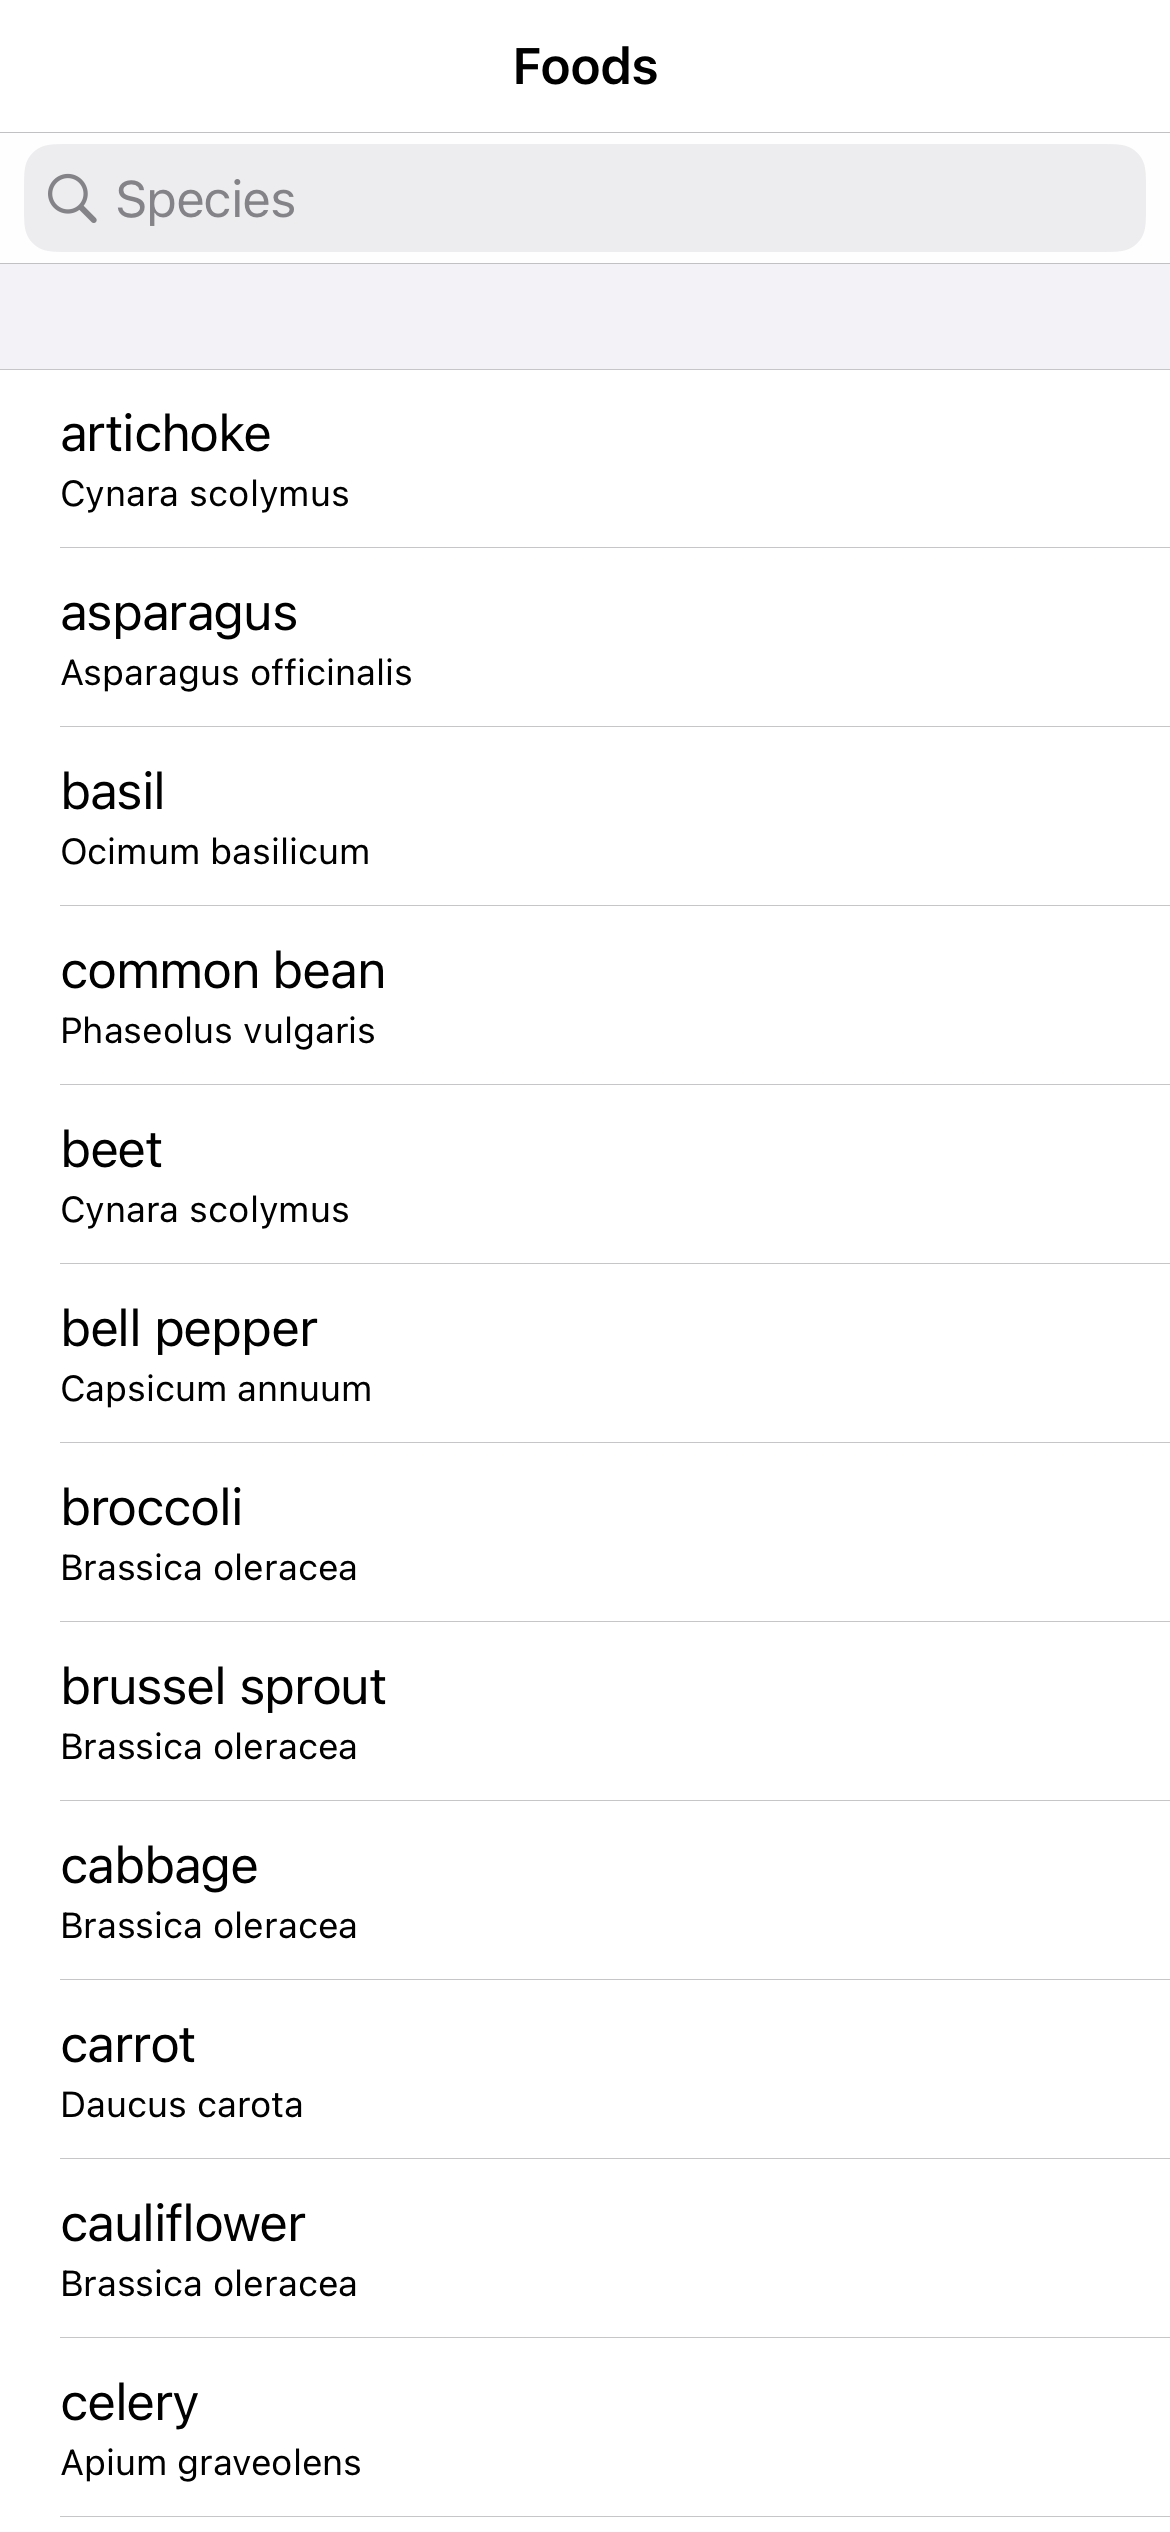 Foods
Species
artichoke
Cynara scolymus
asparagus
Asparagus officinalis
basil
Ocimum basilicum
common bean
Phaseolus vulgaris
beet
Cynara scolymus
bell pepper
Capsicum annuum
broccoli
Brassica oleracea
brussel sprout
Brassica oleracea
cabbage
Brassica oleracea
carrot
Daucus carota
cauliflower
Brassica oleracea
celery
Apium graveolens